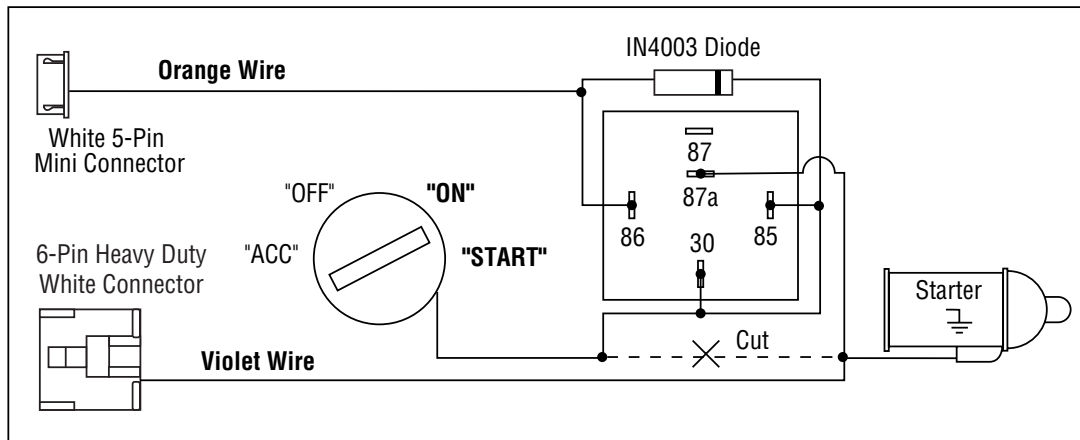 IN4003 Diode
Orange Wire
White 5-Pin
Mini Connector
87
87a
86
85
30
"OFF"
"ON"
"ACC"
"START"
6-Pin Heavy Duty
White Connector
Starter
Cut
Violet Wire